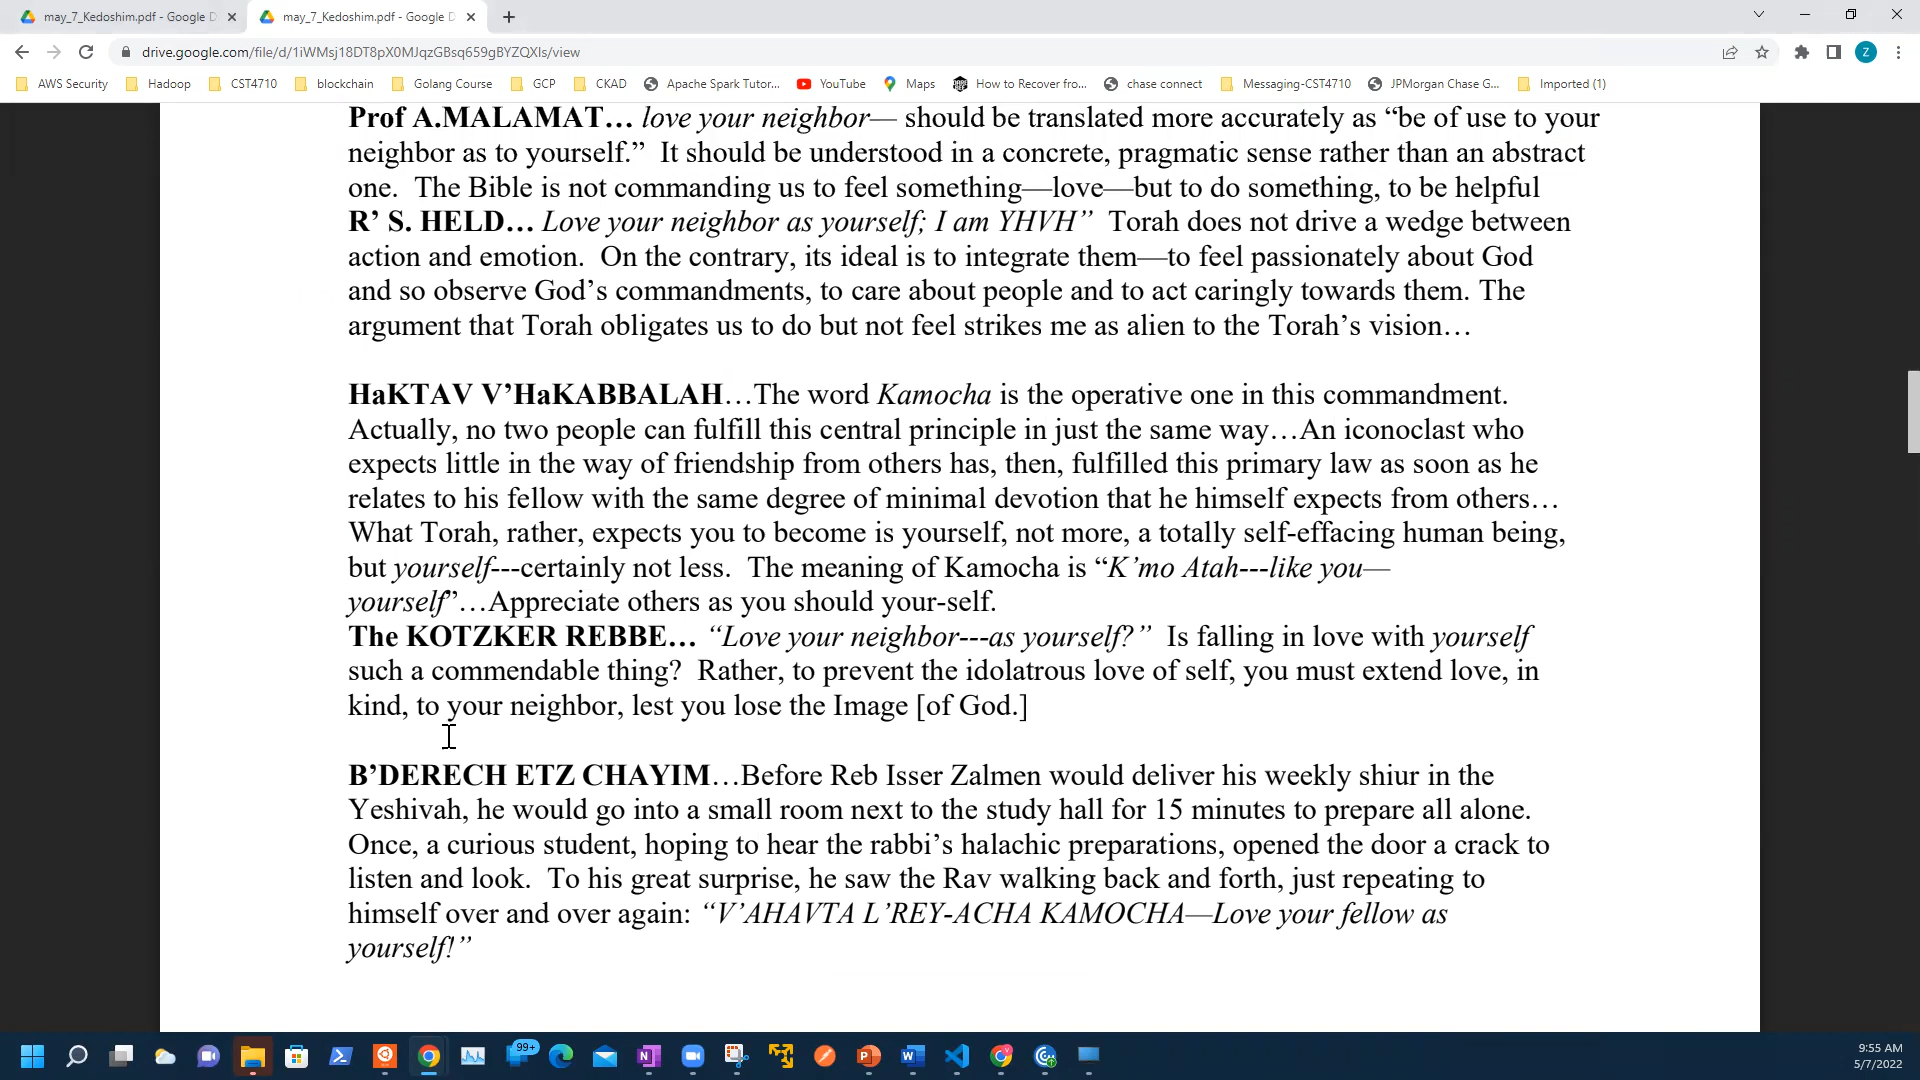 may_7_Kedoshim.pdf - Google D
may_7_Kedoshim.pdf - Google D
drive.google.com/file/d/1iWMsj18DT8pX0MJqzGBsq659gBYZQXls/view
Z
AWS Security
Hadoop
CST4710
blockchain
Golang Course
GCP
CKAD
Apache Spark Tutor...
YouTube
Maps
How to Recover fro...
chase connect
Messaging-CST4710
JPMorgan Chase G...
Imported (1)
Prof A.MALAMAT… love your neighbor— should be translated more accurately as “be of use to your
neighbor as to yourself.”  It should be understood in a concrete, pragmatic sense rather than an abstract
one.  The Bible is not commanding us to feel something—love—but to do something, to be helpful
R’ S. HELD… Love your neighbor as yourself; I am YHVH”  Torah does not drive a wedge between
action and emotion.  On the contrary, its ideal is to integrate them—to feel passionately about God
and so observe God’s commandments, to care about people and to act caringly towards them. The
argument that Torah obligates us to do but not feel strikes me as alien to the Torah’s vision…
HaKTAV V’HaKABBALAH…The word Kamocha is the operative one in this commandment.
Actually, no two people can fulfill this central principle in just the same way…An iconoclast who
expects little in the way of friendship from others has, then, fulfilled this primary law as soon as he
relates to his fellow with the same degree of minimal devotion that he himself expects from others…
What Torah, rather, expects you to become is yourself, not more, a totally self-effacing human being,
but yourself---certainly not less.  The meaning of Kamocha is “K’mo Atah---like you—
yourself”…Appreciate others as you should your-self.
The KOTZKER REBBE… “Love your neighbor---as yourself?”  Is falling in love with yourself
such a commendable thing?  Rather, to prevent the idolatrous love of self, you must extend love, in
kind, to your neighbor, lest you lose the Image [of God.]
B’DERECH ETZ CHAYIM…Before Reb Isser Zalmen would deliver his weekly shiur in the
Yeshivah, he would go into a small room next to the study hall for 15 minutes to prepare all alone.
Once, a curious student, hoping to hear the rabbi’s halachic preparations, opened the door a crack to
listen and look.  To his great surprise, he saw the Rav walking back and forth, just repeating to
himself over and over again: “V’AHAVTA L’REY-ACHA KAMOCHA—Love your fellow as
yourself!”
99+
9:55 AM
5/7/2022